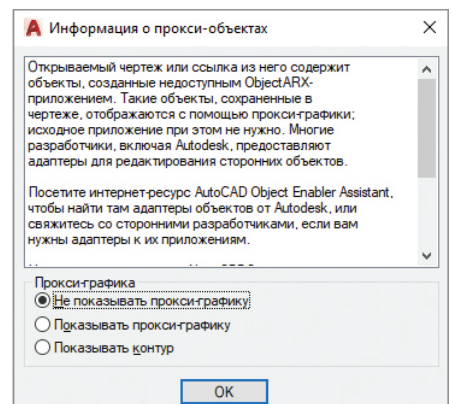 Информация о прокси-объектах
Открываемый чертеж или ссылка из него содержит
объекты, созданные недоступным ObjectARX-
приложением. Такие объекты, сохраненные в
чертеже, отображаются с помощью прокси-графики;
исходное приложение при этом не нужно. Многие
разработчики, включая Autodesk, предоставляют
адаптеры для редактирования сторонних объектов.
Посетите интернет-ресурс AutoCAD Object Enabler Assistant,
чтобы найти там адаптеры объектов от Autodesk, или
свяжитесь со сторонними разработчиками, если вам
нужны адаптеры к их приложениям.
Прокси-графика
Не показывать прокси-графику
Показывать прокси-графику
Показывать контур
OK